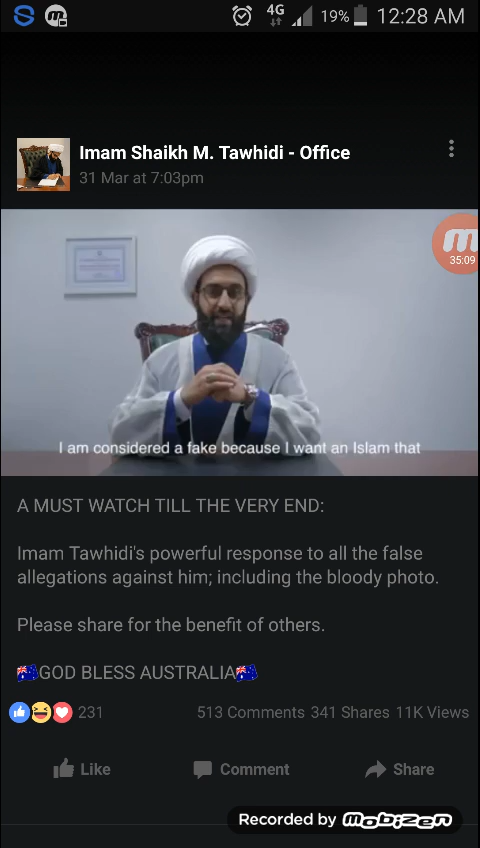 4G 19% 12:28 AM
Imam Shaikh M. Tawhidi - Office
31 Mar at 7:03pm
35:09
I am considered a fake because I want an Islam that
A MUST WATCH TILL THE VERY END:
Imam Tawhidi's powerful response to all the false
allegations against him; including the bloody photo.
Please share for the benefit of others.
🇦🇺GOD BLESS AUSTRALIA🇦🇺
231 513 Comments 341 Shares 11K Views
Like Comment Share
Recorded by Mobizen